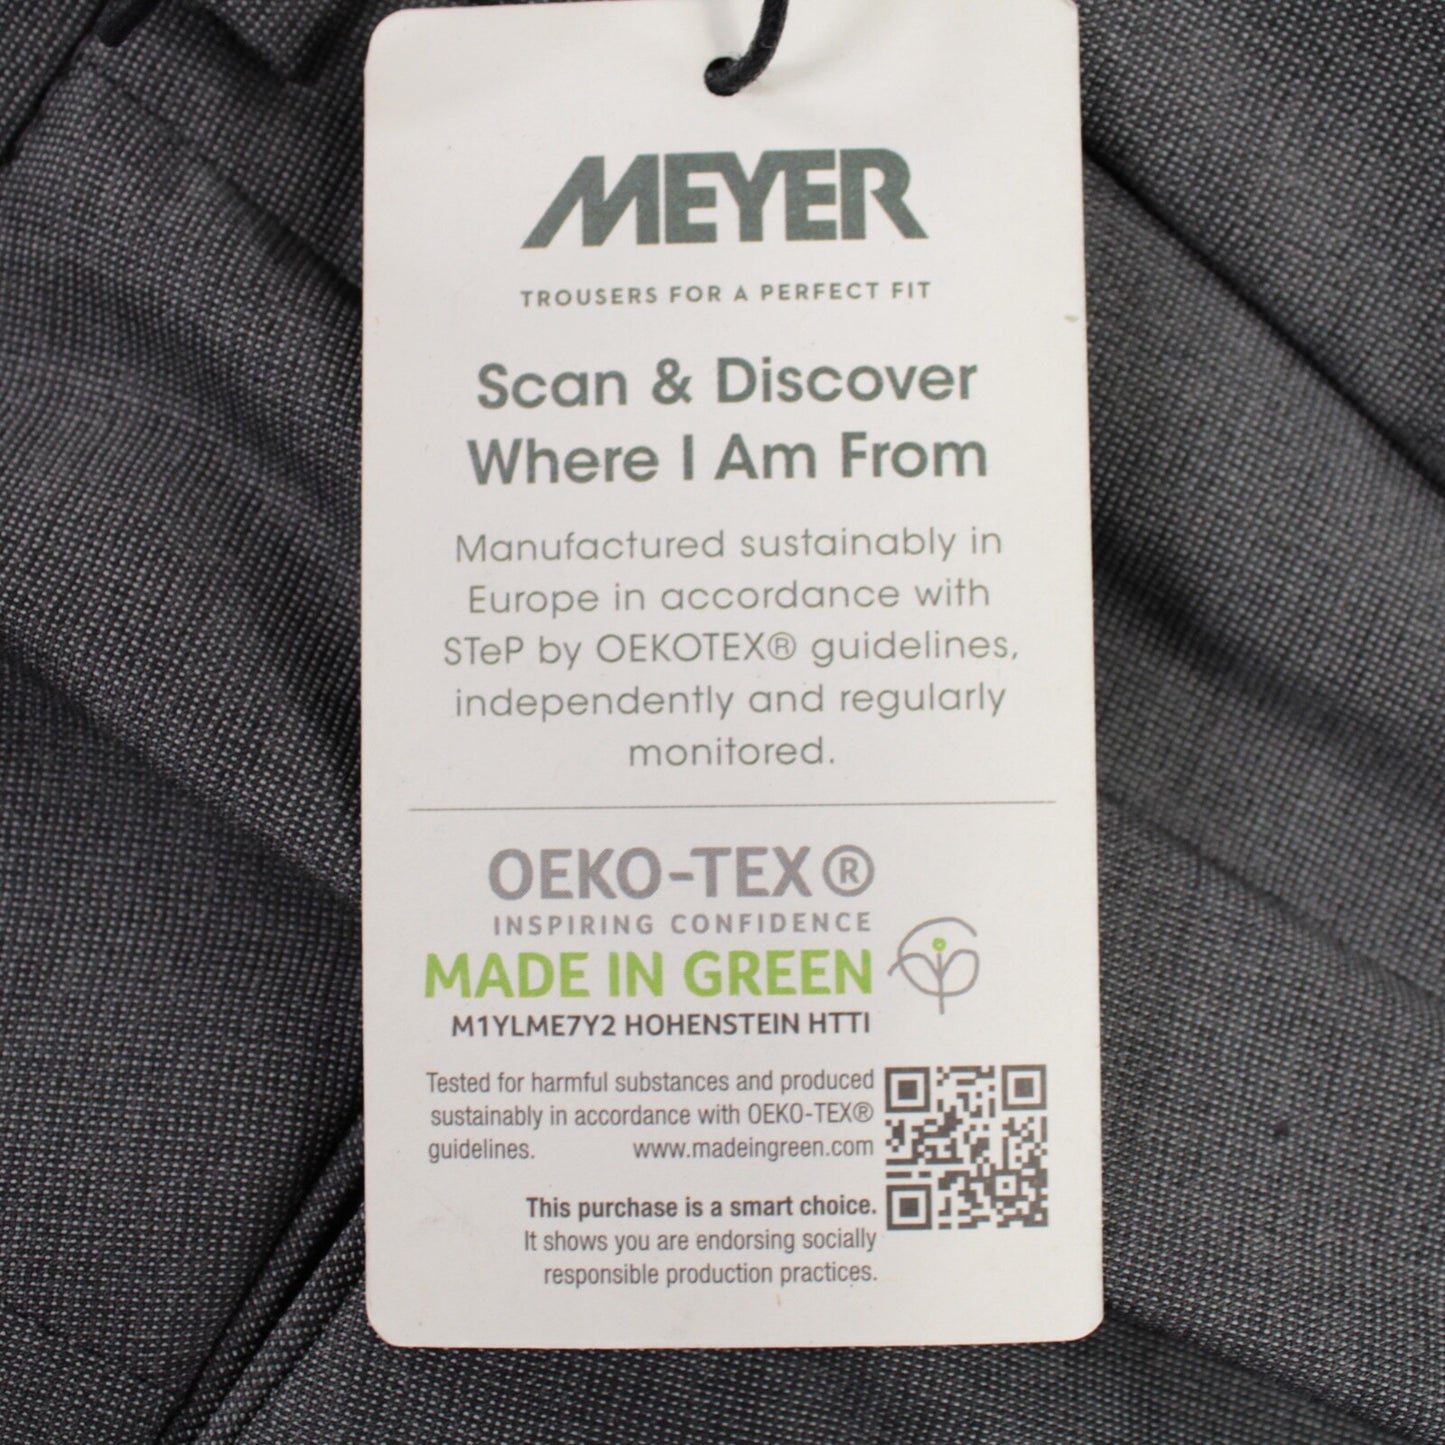 MEYER
TROUSERS FOR A PERFECT FIT
Scan & Discover
Where I Am From
Manufactured sustainably in
Europe in accordance with
STeP by OEKOTEX® guidelines,
independently and regularly
monitored.
OEKO-TEX®
INSPIRING CONFIDENCE
MADE IN GREEN
M1YLME7Y2 HOHENSTEIN HTTI
Tested for harmful substances and produced
sustainably in accordance with OEKO-TEX®
guidelines. www.madeingreen.com
This purchase is a smart choice.
It shows you are endorsing socially
responsible production practices.